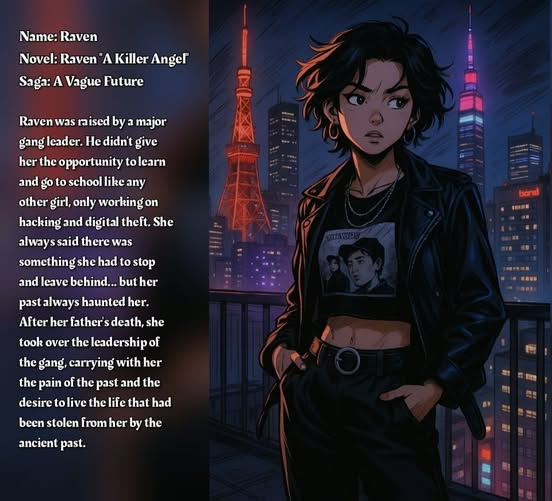 Name: Raven
Novel: Raven "A Killer Angel"
Saga: A Vague Future
Raven was raised by a major
gang leader. He didn't give
her the opportunity to learn
and go to school like any
other girl, only working on
hacking and digital theft. She
always said there was
something she had to stop
and leave behind... but her
past always haunted her.
After her father's death, she
took over the leadership of
the gang, carrying with her
the pain of the past and the
desire to live the life that had
been stolen from her by the
ancient past.